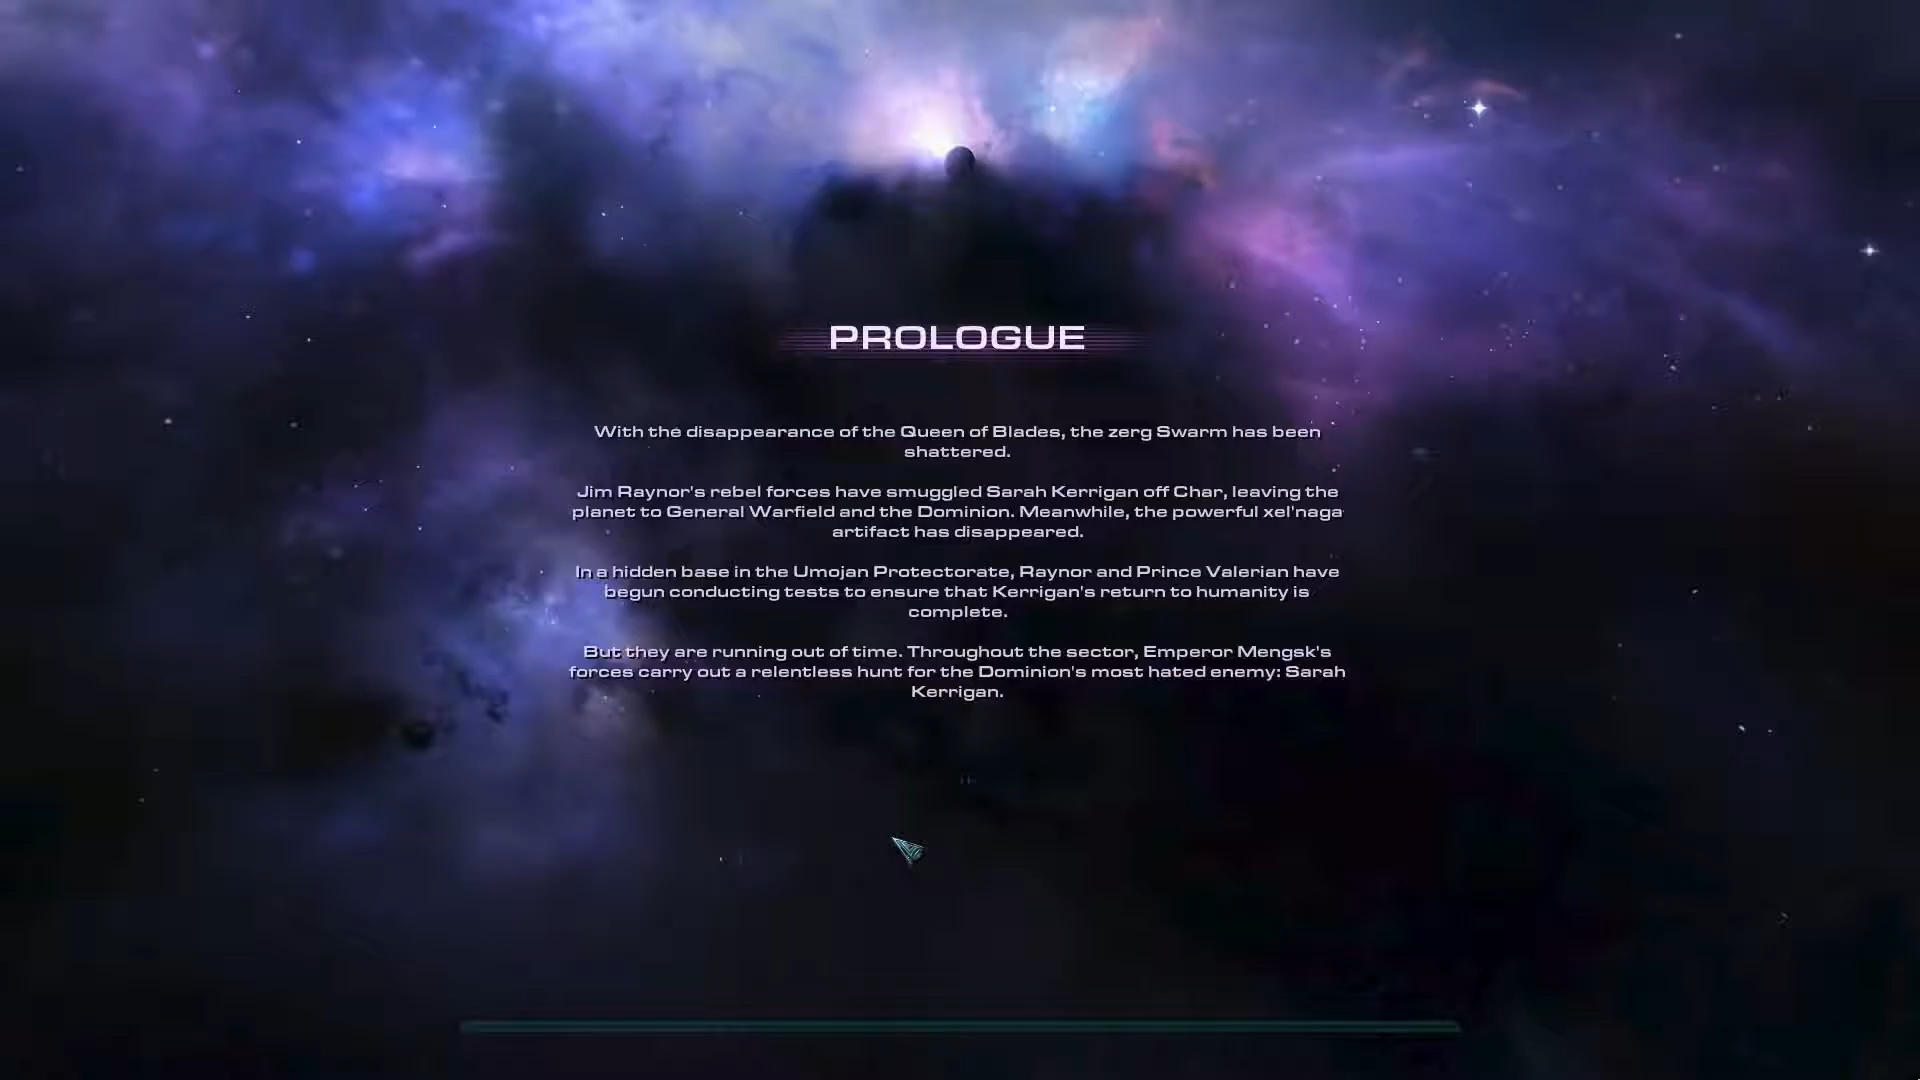 PROLOGUE
With the disappearance of the Queen of Blades, the zerg Swarm has been
shattered.
Jim Raynor's rebel forces have smuggled Sarah Kerrigan off Char, leaving the
planet to General Warfield and the Dominion. Meanwhile, the powerful xel'naga
artifact has disappeared.
In a hidden base in the Umojan Protectorate, Raynor and Prince Valerian have
begun conducting tests to ensure that Kerrigan's return to humanity is
complete.
But they are running out of time. Throughout the sector, Emperor Mengsk's
forces carry out a relentless hunt for the Dominion's most hated enemy: Sarah
Kerrigan.